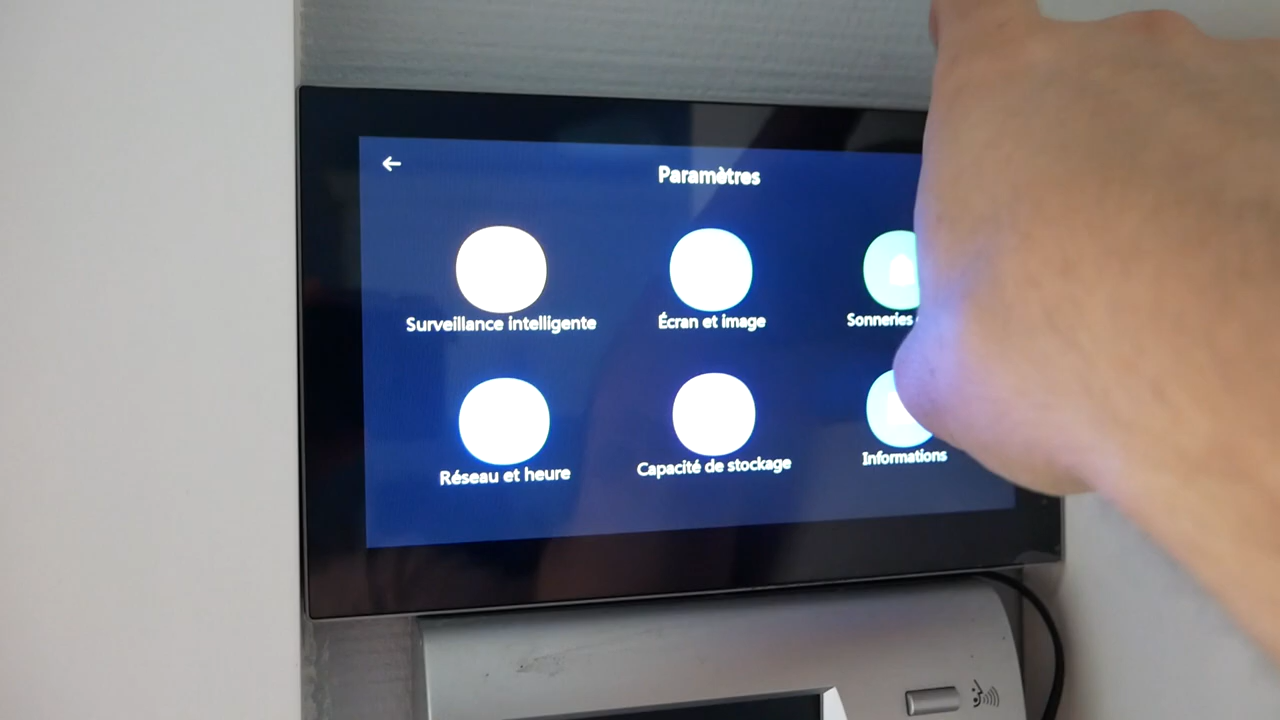 Paramètres
Surveillance intelligente
Écran et image
Sonneries
Réseau et heure
Capacité de stockage
Informations